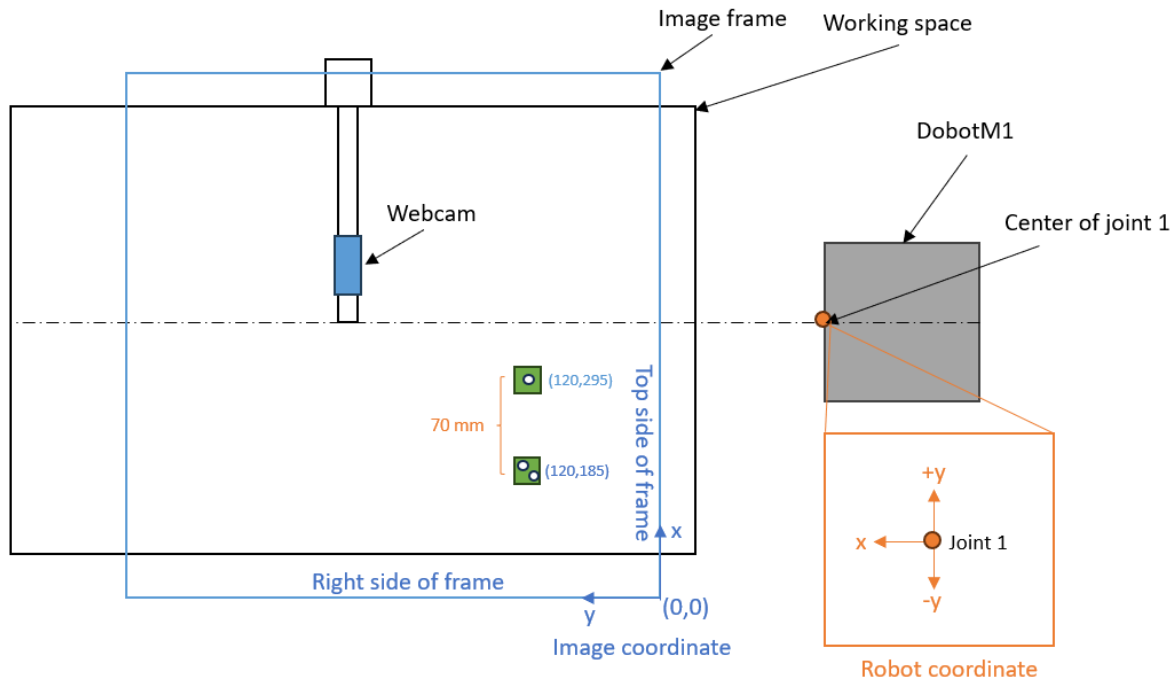 Image frame
Working space
DobotM1
Webcam
Center of joint 1
(120,295)
70 mm
(120,185)
Top side of frame
x
Right side of frame
y
(0,0)
Image coordinate
+y
x
Joint 1
-y
Robot coordinate